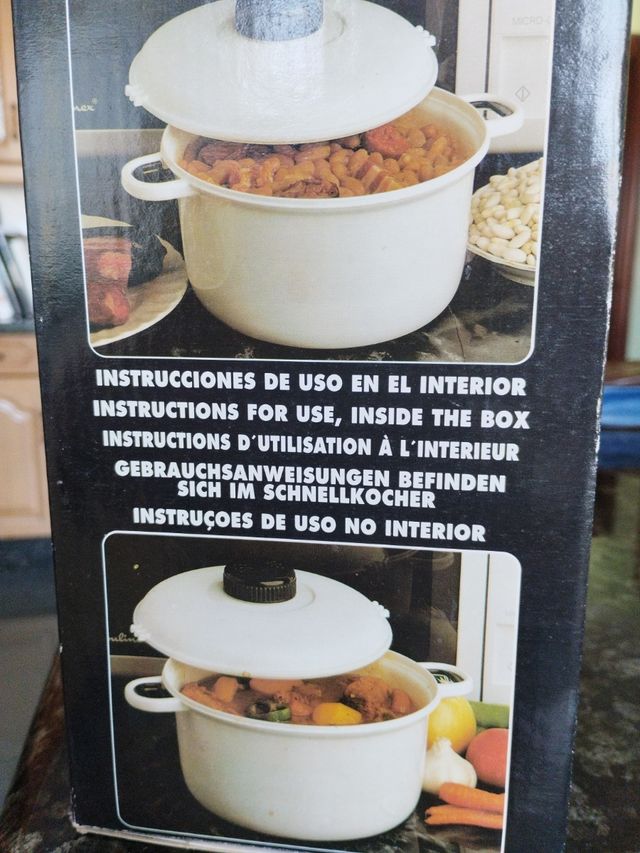 MICRO-
INSTRUCCIONES DE USO EN EL INTERIOR
INSTRUCTIONS FOR USE, INSIDE THE BOX
INSTRUCTIONS D'UTILISATION À L'INTERIEUR
GEBRAUCHSANWEISUNGEN BEFINDEN
SICH IM SCHNELLKOCHER
INSTRUÇOES DE USO NO INTERIOR